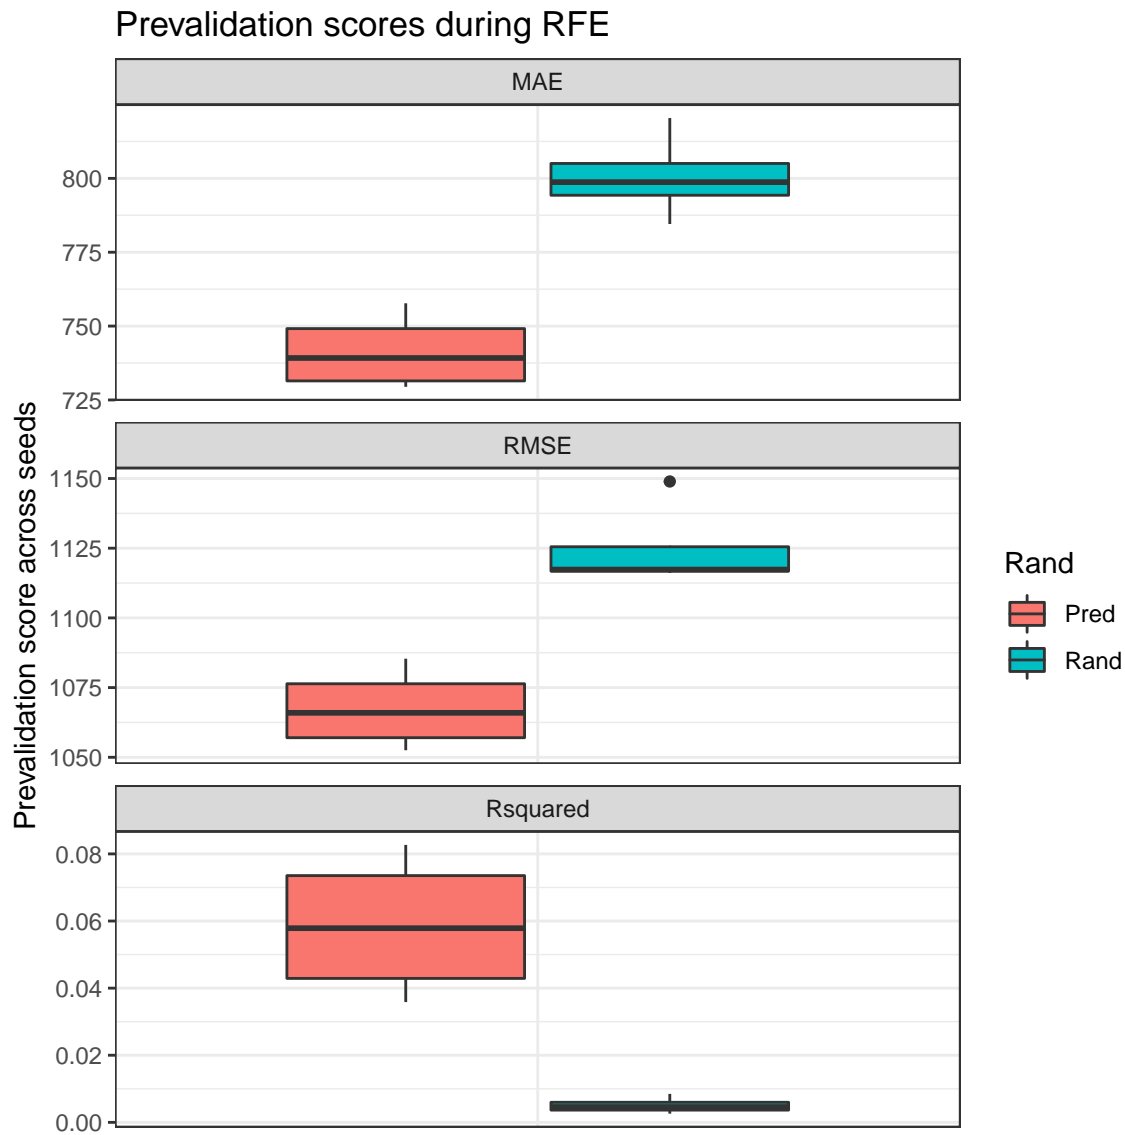 Prevalidation scores during RFE
MAE
800
775
750
725
RMSE
1150
1125
1100
1075
1050
Rsquared
0.08
0.06
0.04
0.02
0.00
Prevalidation score across seeds
Rand
Pred
Rand